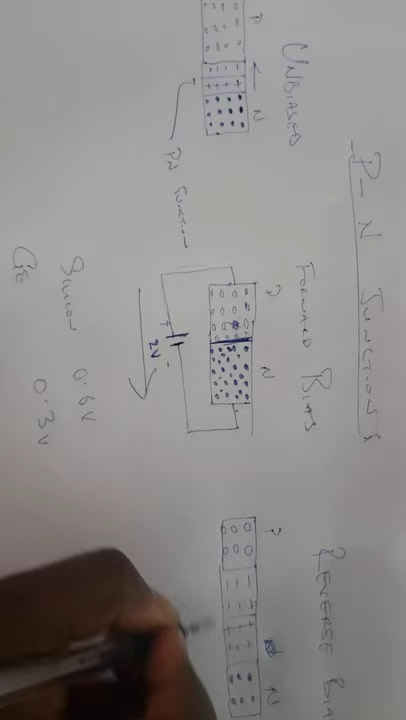 P-N JUNCTIONS
UNBIASED
P
N
PN JUNCTION
FORWARD BIAS
P
N
+
-
2V
SILICON 0.6V
GE 0.3V
REVERSE BIA
P
N